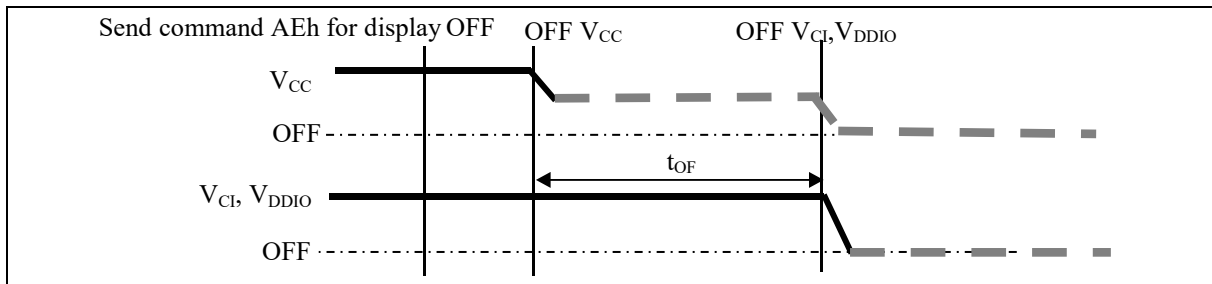 Send command AEh for display OFF OFF VCC OFF VCI,VDDIO
VCC
OFF
tOF
VCI, VDDIO
OFF